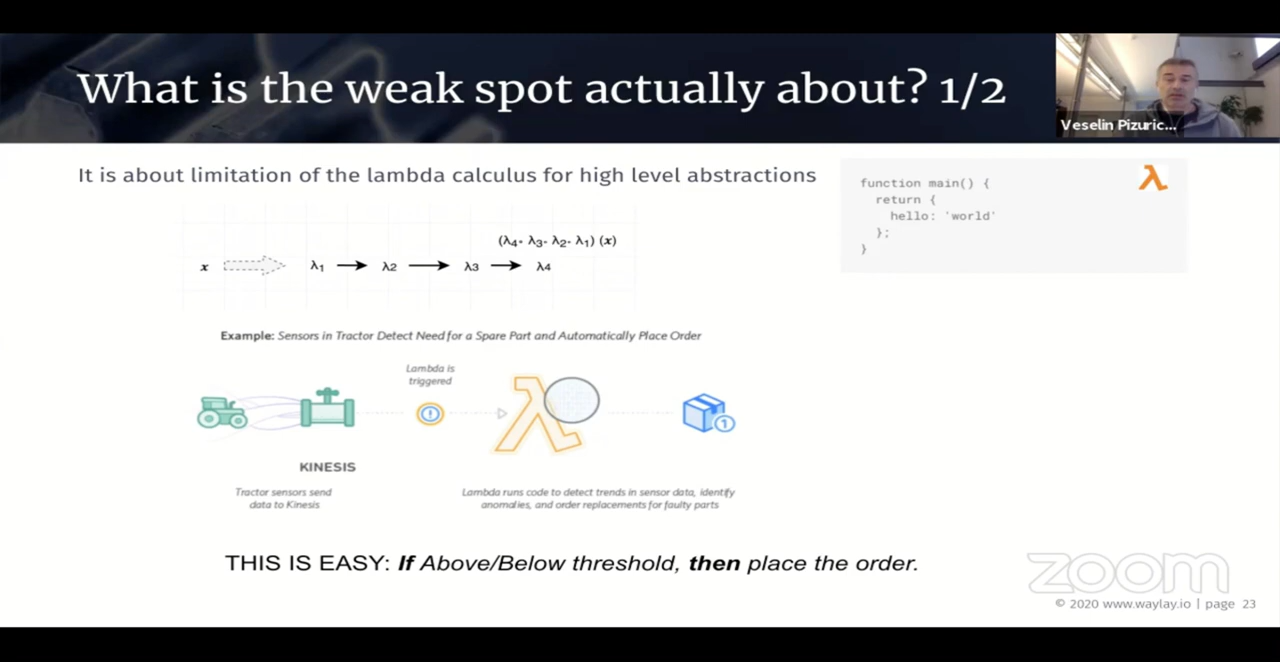 What is the weak spot actually about? 1/2
Veselin Pizuric...
It is about limitation of the lambda calculus for high level abstractions
function main() {
return {
hello: 'world'
};
}
λ
(λ4∘ λ3∘ λ2∘ λ1) (x)
x λ1 λ2 λ3 λ4
Example: Sensors in Tractor Detect Need for a Spare Part and Automatically Place Order
Lambda is
triggered
λ
1
KINESIS
Tractor sensors send
data to Kinesis
Lambda runs code to detect trends in sensor data, identify
anomalies, and order replacements for faulty parts
THIS IS EASY: If Above/Below threshold, then place the order.
zoom
© 2020 www.waylay.io | page 23